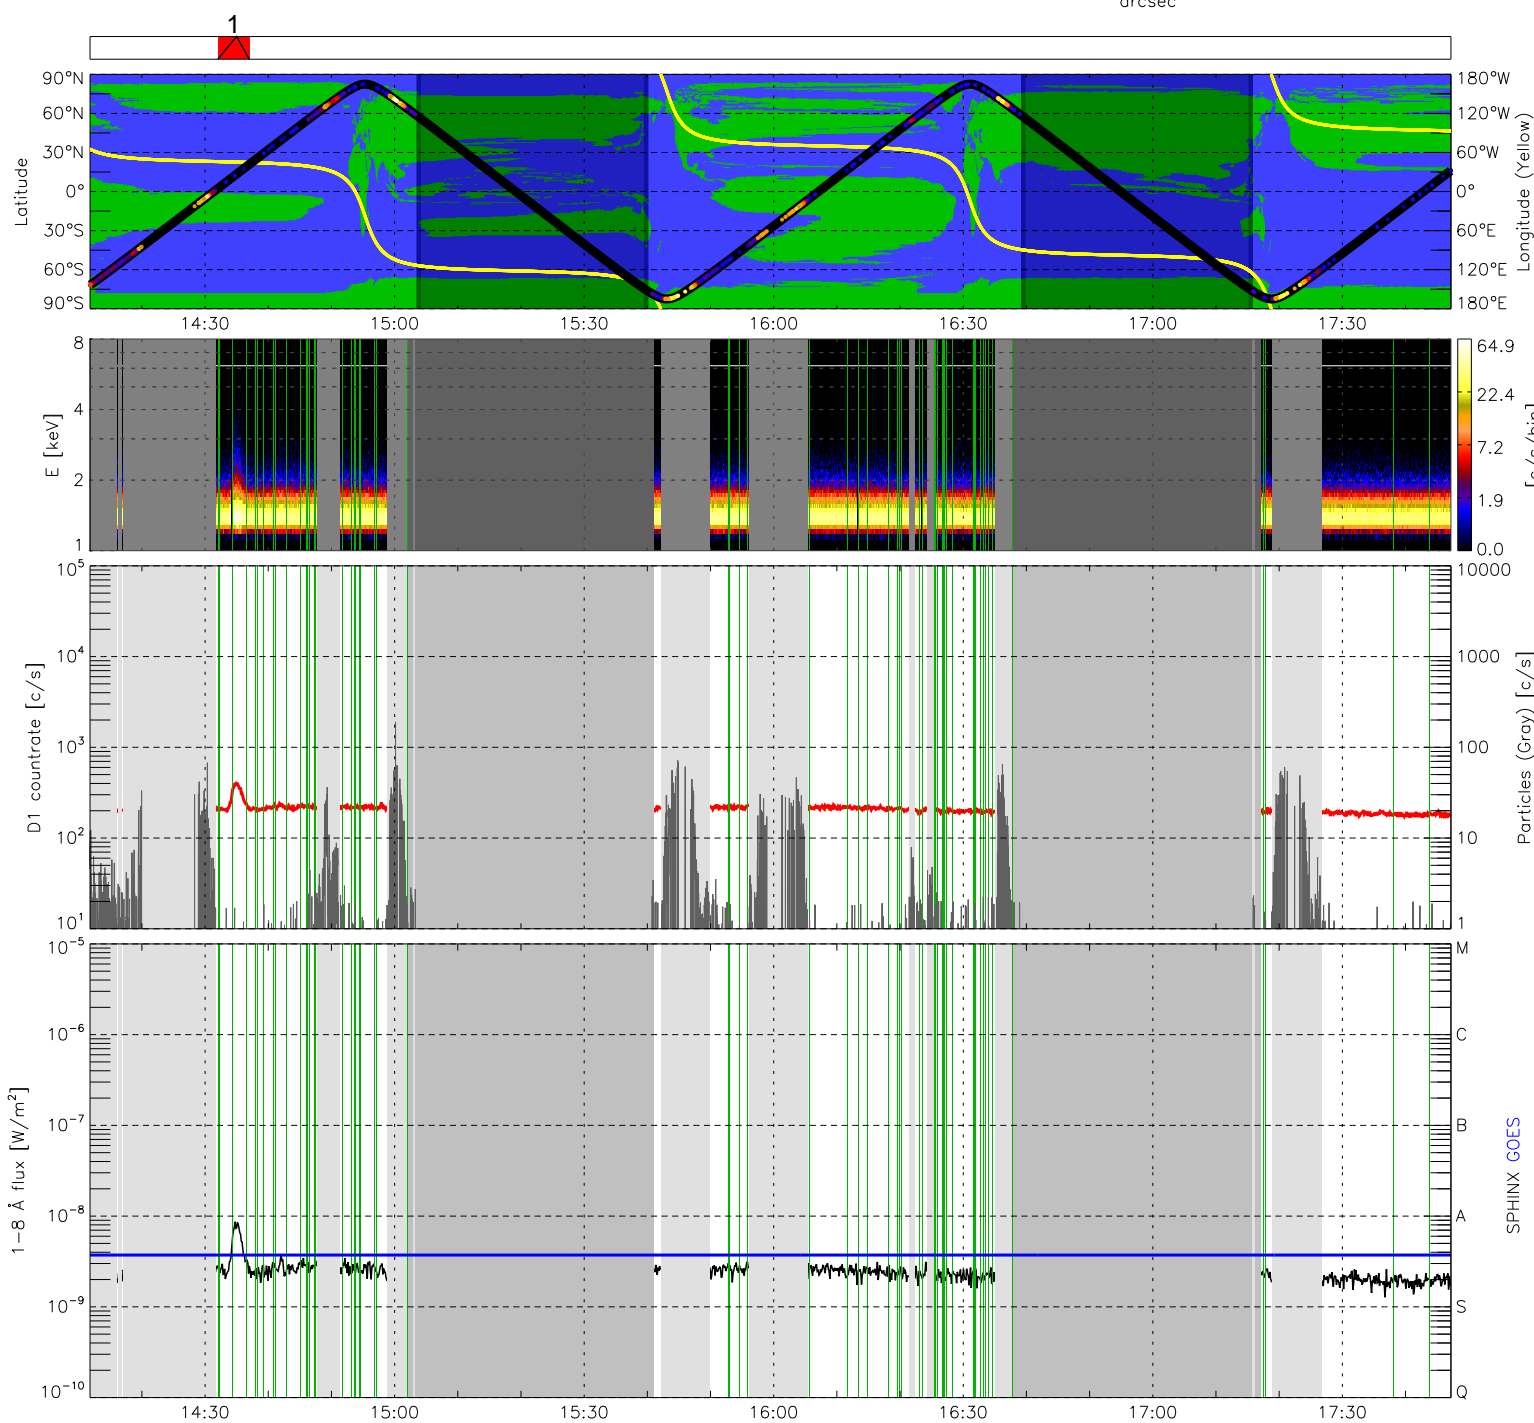 arcsec
1
90°N 180°W
60°N 120°W
30°N 60°W
0° 0°
30°S 60°E
60°S 120°E
90°S 180°E
Latitude
Longitude (Yellow)
14:30 15:00 15:30 16:00 16:30 17:00 17:30
8
4
2
1
E [keV]
64.9
22.4
7.2
1.9
0.0
[c/s/bin]
10^5 10000
10^4 1000
10^3 100
10^2 10
10^1 1
D1 countrate [c/s]
Particles (Gray) [c/s]
10^-5 M
10^-6 C
10^-7 B
10^-8 A
10^-9 S
10^-10 Q
1-8 Å flux [W/m^2]
SPHINX GOES
14:30 15:00 15:30 16:00 16:30 17:00 17:30